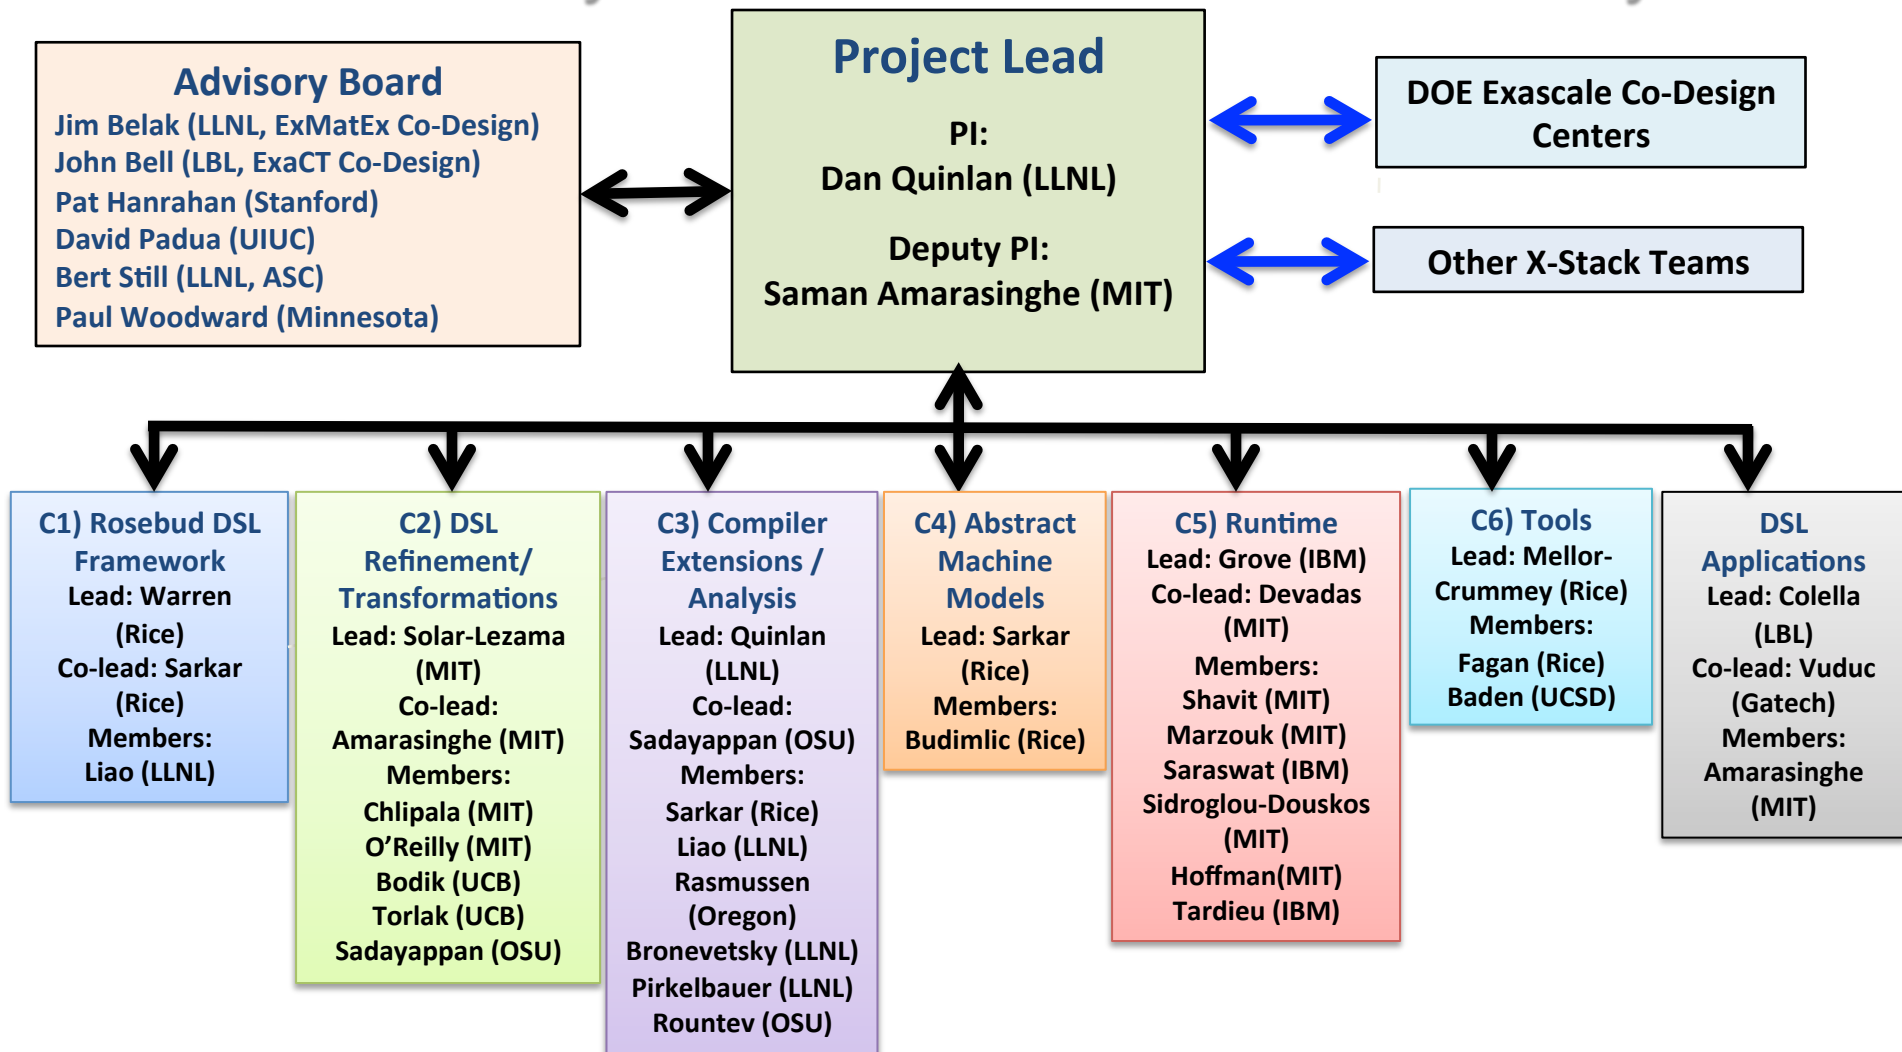 Advisory Board
Jim Belak (LLNL, ExMatEx Co-Design)
John Bell (LBL, ExaCT Co-Design)
Pat Hanrahan (Stanford)
David Padua (UIUC)
Bert Still (LLNL, ASC)
Paul Woodward (Minnesota)
Project Lead
PI:
Dan Quinlan (LLNL)
Deputy PI:
Saman Amarasinghe (MIT)
DOE Exascale Co-Design
Centers
Other X-Stack Teams
C1) Rosebud DSL
Framework
Lead: Warren
(Rice)
Co-lead: Sarkar
(Rice)
Members:
Liao (LLNL)
C2) DSL
Refinement/
Transformations
Lead: Solar-Lezama
(MIT)
Co-lead:
Amarasinghe (MIT)
Members:
Chlipala (MIT)
O’Reilly (MIT)
Bodik (UCB)
Torlak (UCB)
Sadayappan (OSU)
C3) Compiler
Extensions /
Analysis
Lead: Quinlan
(LLNL)
Co-lead:
Sadayappan (OSU)
Members:
Sarkar (Rice)
Liao (LLNL)
Rasmussen
(Oregon)
Bronevetsky (LLNL)
Pirkelbauer (LLNL)
Rountev (OSU)
C4) Abstract
Machine
Models
Lead: Sarkar
(Rice)
Members:
Budimlic (Rice)
C5) Runtime
Lead: Grove (IBM)
Co-lead: Devadas
(MIT)
Members:
Shavit (MIT)
Marzouk (MIT)
Saraswat (IBM)
Sidroglou-Douskos
(MIT)
Hoffman(MIT)
Tardieu (IBM)
C6) Tools
Lead: Mellor-
Crummey (Rice)
Members:
Fagan (Rice)
Baden (UCSD)
DSL
Applications
Lead: Colella
(LBL)
Co-lead: Vuduc
(Gatech)
Members:
Amarasinghe
(MIT)